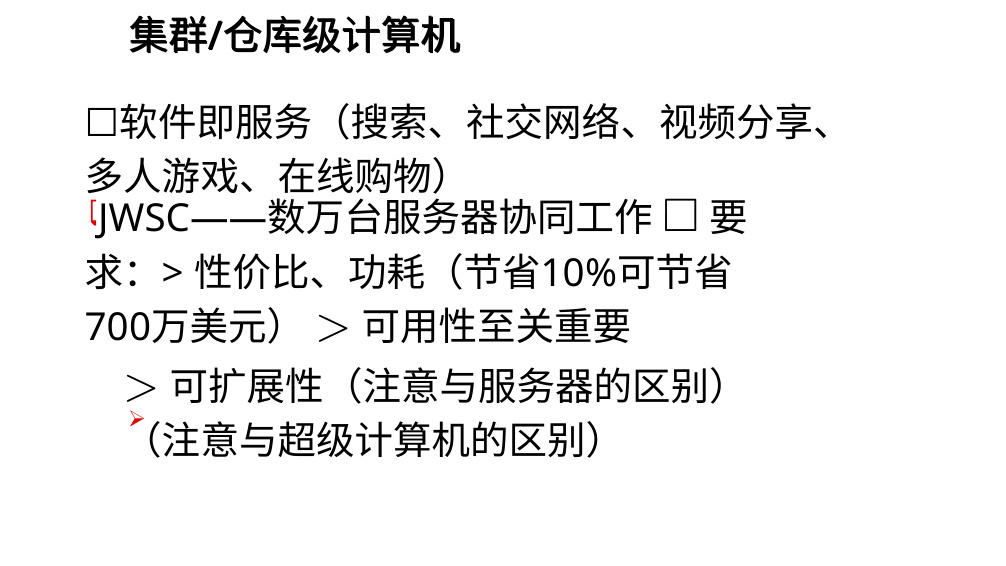 集群/仓库级计算机
□软件即服务（搜索、社交网络、视频分享、
多人游戏、在线购物）
JWSC——数万台服务器协同工作 □ 要
求：> 性价比、功耗（节省10%可节省
700万美元） ＞ 可用性至关重要
＞ 可扩展性（注意与服务器的区别）
➢（注意与超级计算机的区别）